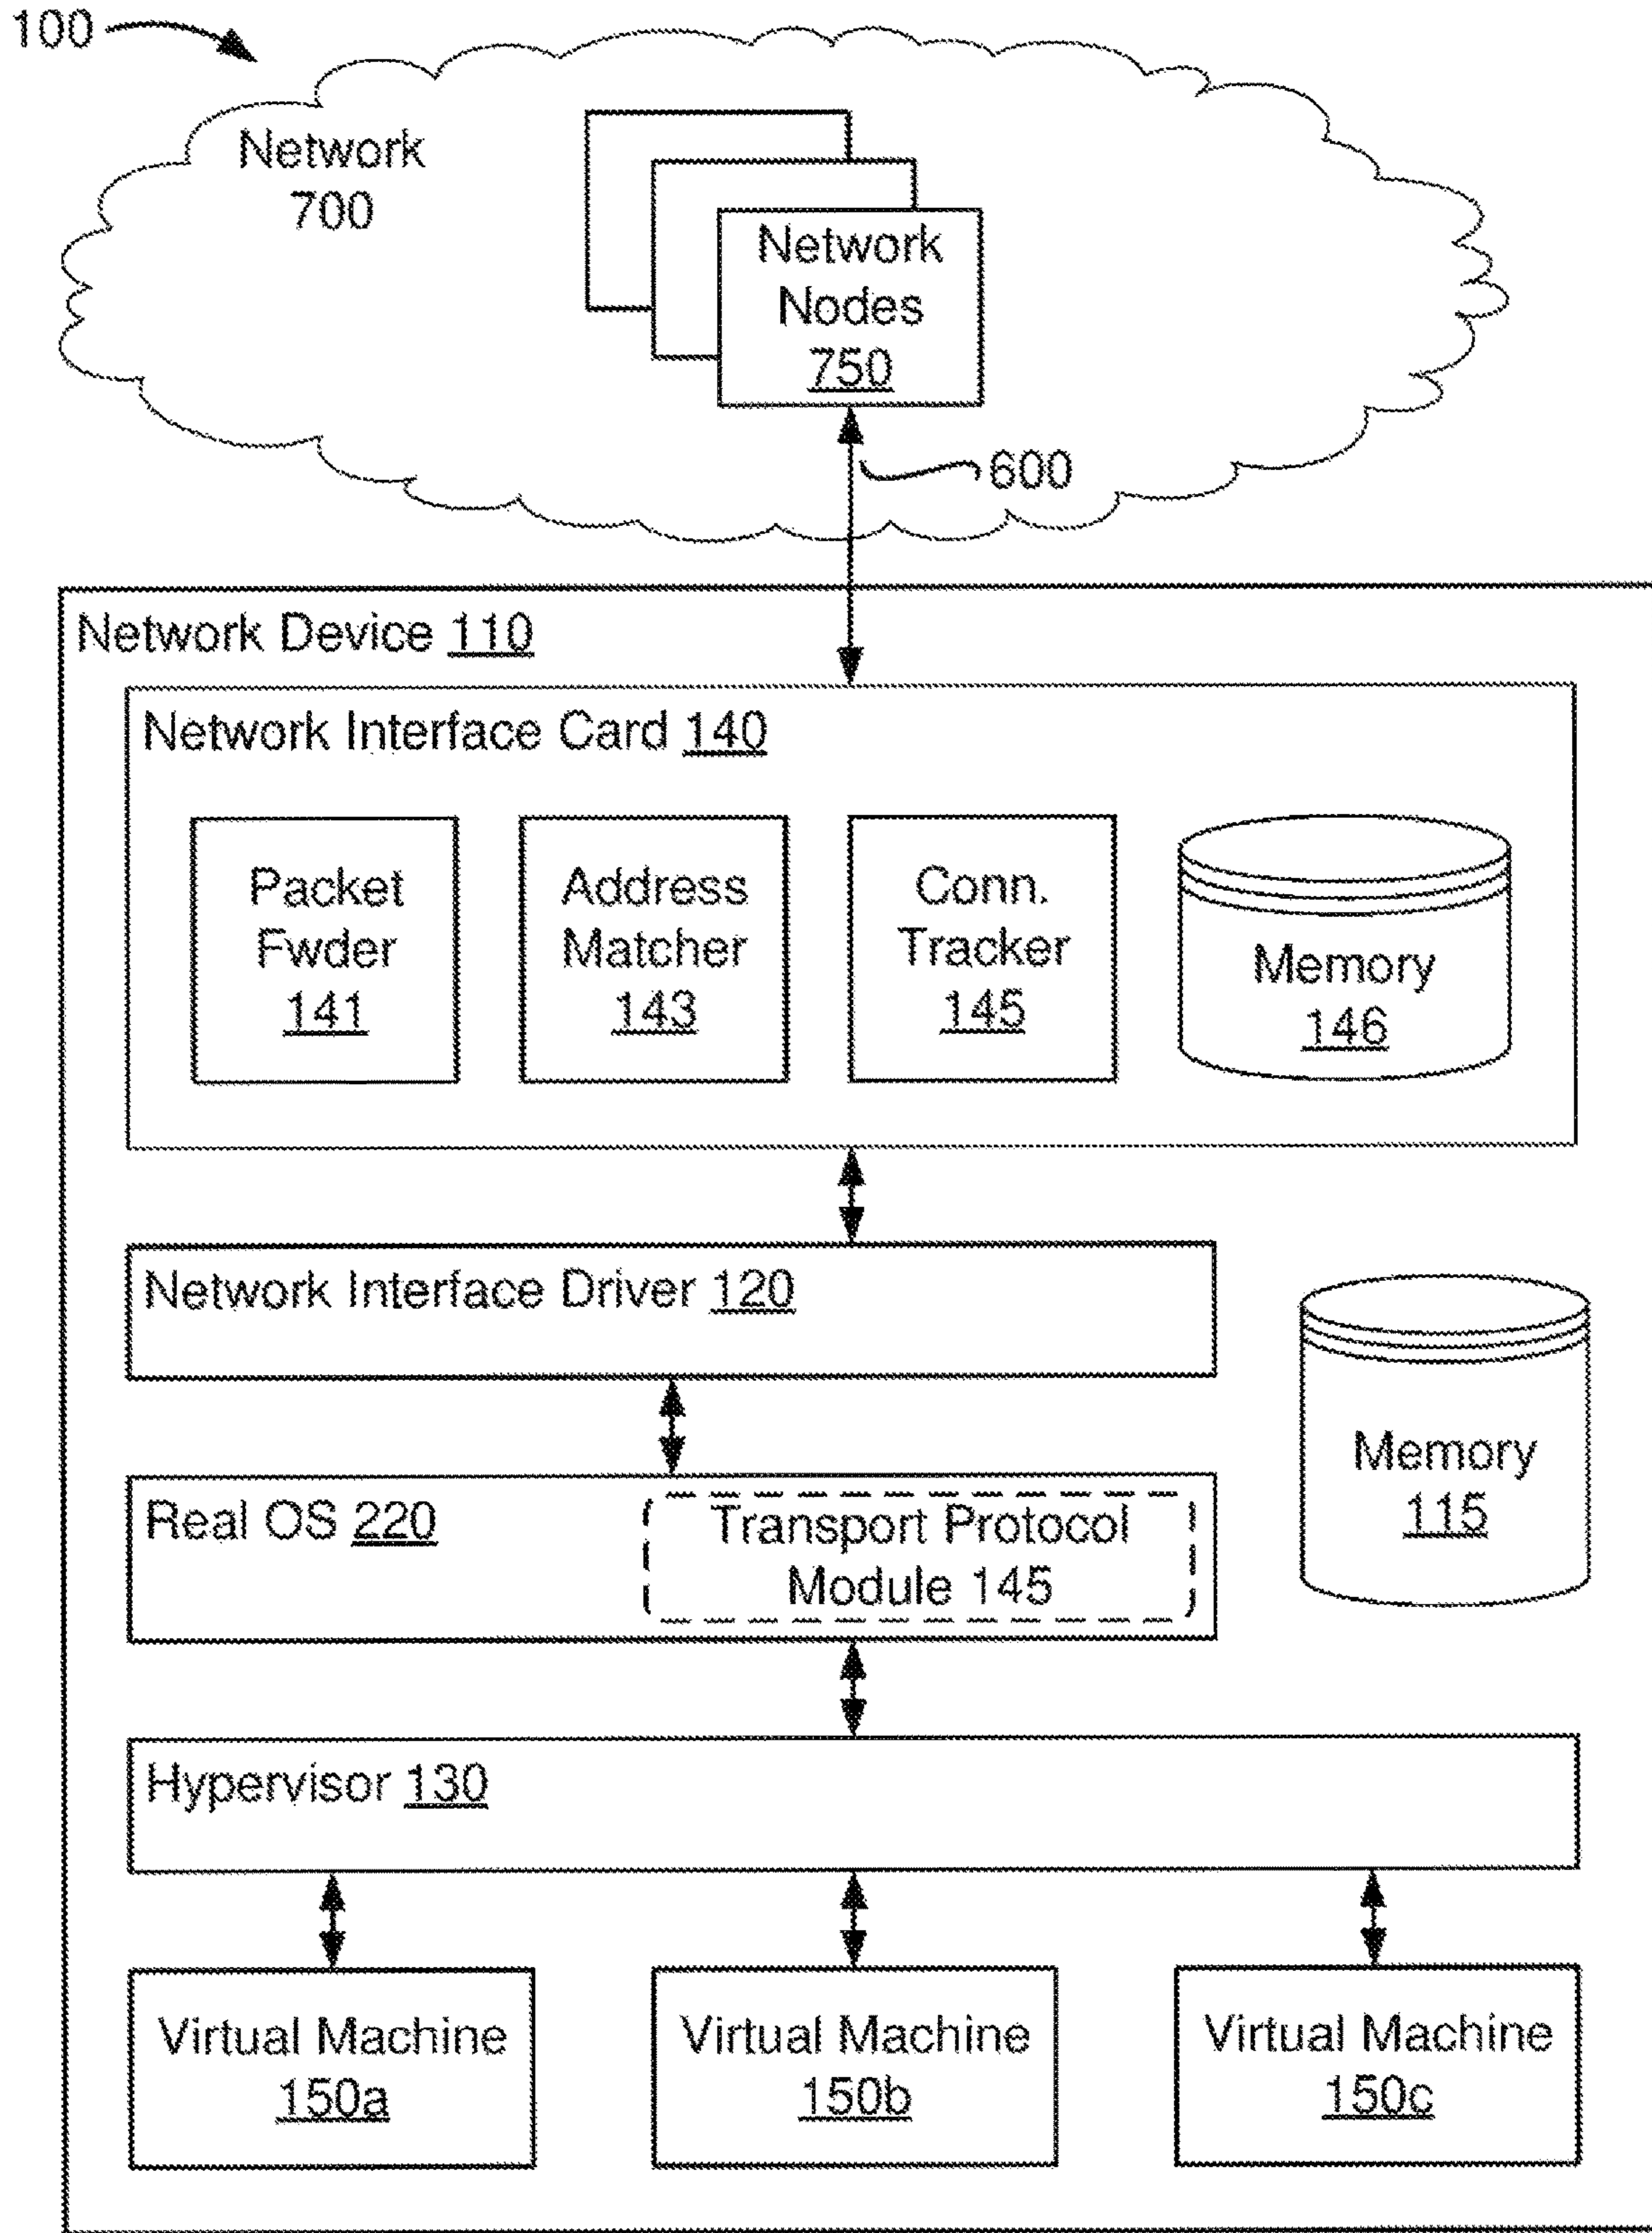 100
Network
700
Network
Nodes
750
600
Network Device 110
Network Interface Card 140
Packet
Fwder
141
Address
Matcher
143
Conn.
Tracker
145
Memory
146
Network Interface Driver 120
Memory
115
Real OS 220
Transport Protocol
Module 145
Hypervisor 130
Virtual Machine
150a
Virtual Machine
150b
Virtual Machine
150c